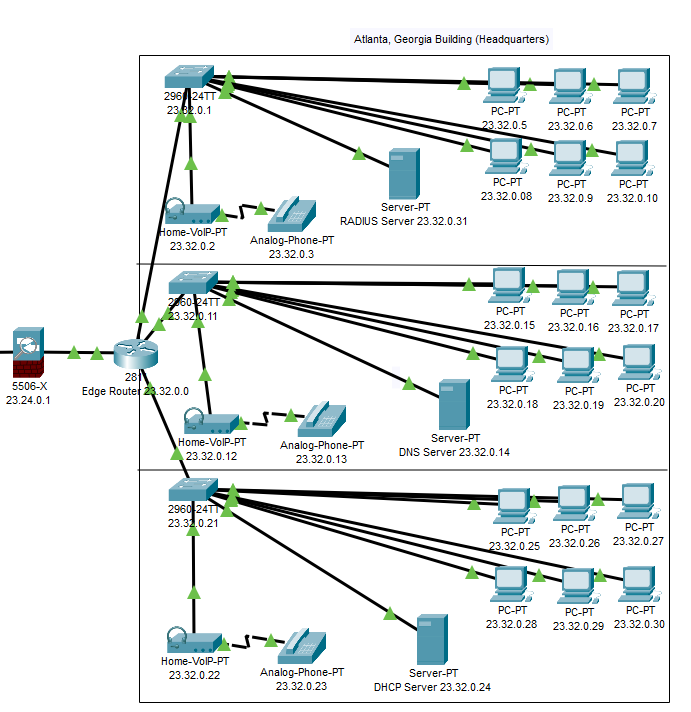 Atlanta, Georgia Building (Headquarters)
2960-24TT
23.32.0.1
PC-PT
23.32.0.5
PC-PT
23.32.0.6
PC-PT
23.32.0.7
PC-PT
23.32.0.08
PC-PT
23.32.0.9
PC-PT
23.32.0.10
Server-PT
RADIUS Server 23.32.0.31
Home-VoIP-PT
23.32.0.2
Analog-Phone-PT
23.32.0.3
2960-24TT
23.32.0.11
PC-PT
23.32.0.15
PC-PT
23.32.0.16
PC-PT
23.32.0.17
5506-X
23.24.0.1
281
Edge Router 23.32.0.0
PC-PT
23.32.0.18
PC-PT
23.32.0.19
PC-PT
23.32.0.20
Home-VoIP-PT
23.32.0.12
Analog-Phone-PT
23.32.0.13
Server-PT
DNS Server 23.32.0.14
2960-24TT
23.32.0.21
PC-PT
23.32.0.25
PC-PT
23.32.0.26
PC-PT
23.32.0.27
PC-PT
23.32.0.28
PC-PT
23.32.0.29
PC-PT
23.32.0.30
Home-VoIP-PT
23.32.0.22
Analog-Phone-PT
23.32.0.23
Server-PT
DHCP Server 23.32.0.24